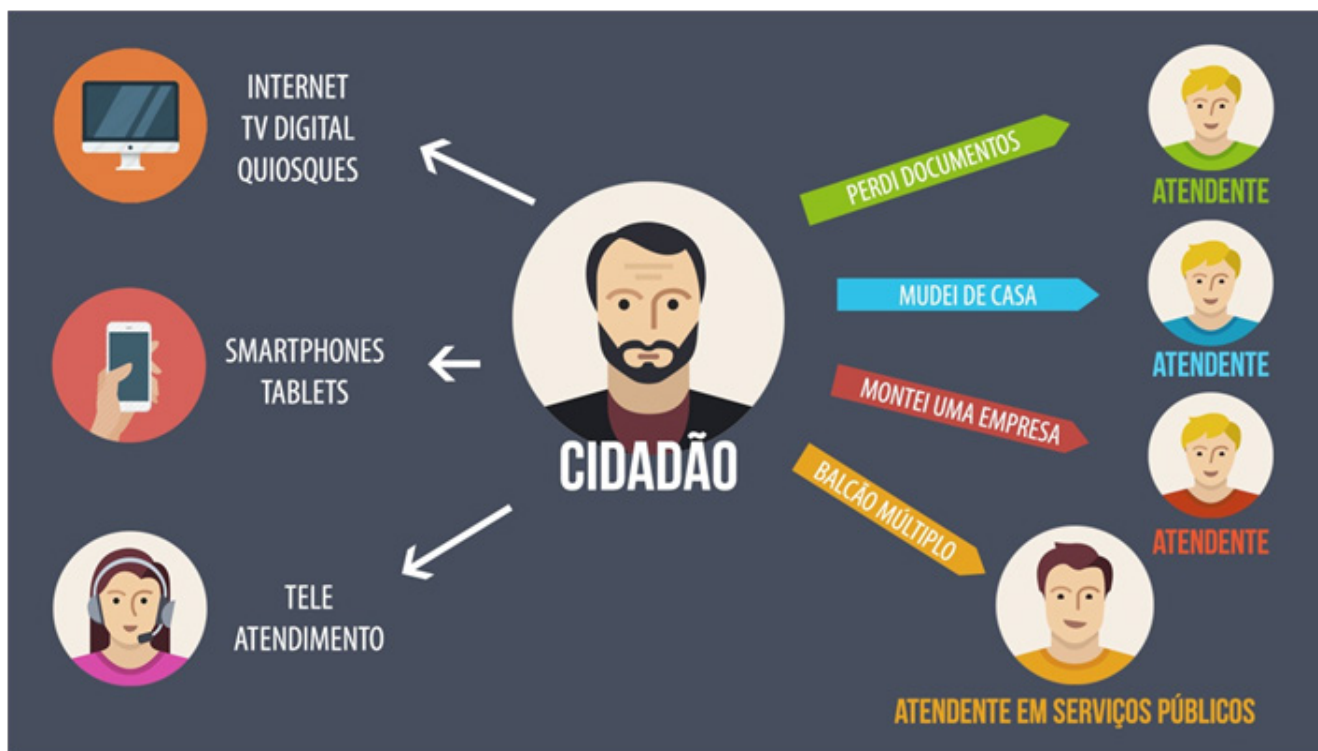 INTERNET
TV DIGITAL
QUIOSQUES
SMARTPHONES
TABLETS
TELE
ATENDIMENTO
CIDADÃO
PERDI DOCUMENTOS
ATENDENTE
MUDEI DE CASA
ATENDENTE
MONTEI UMA EMPRESA
ATENDENTE
BALCÃO MÚLTIPLO
ATENDENTE EM SERVIÇOS PÚBLICOS